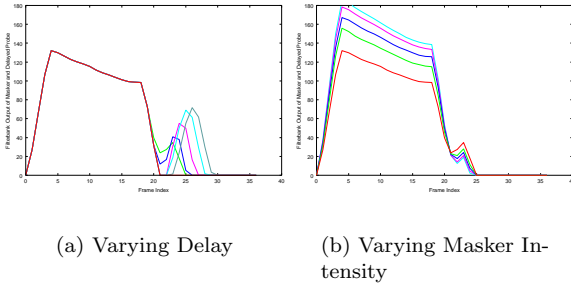 180
160
140
120
100
80
60
40
20
0
Filterbank Output of Masker and Delayed Probe
0 5 10 15 20 25 30 35 40
Frame Index
(a) Varying Delay
180
160
140
120
100
80
60
40
20
0
Filterbank Output of Masker and Delayed Probe
0 5 10 15 20 25 30 35 40
Frame Index
(b) Varying Masker In-
tensity